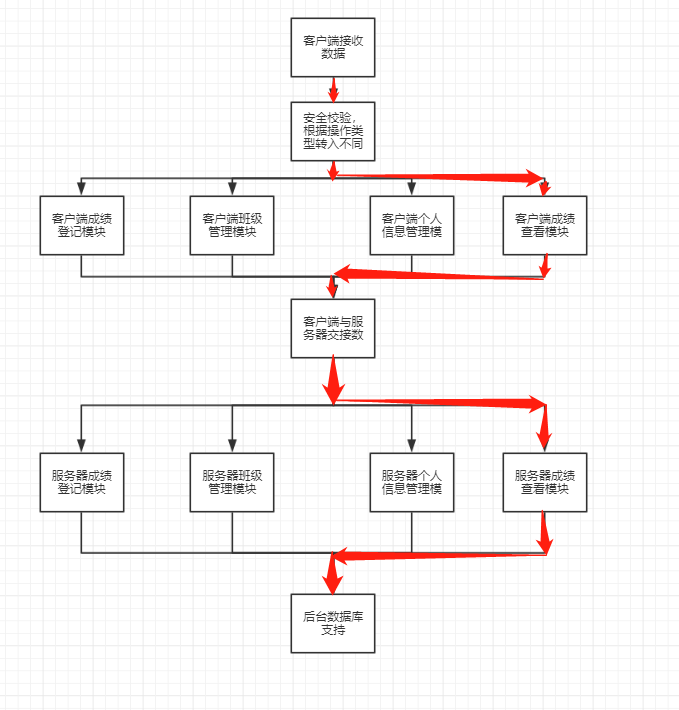 客户端接收
数据
安全校验，
根据操作类
型转入不同
客户端成绩
登记模块
客户端班级
管理模块
客户端个人
信息管理模
客户端成绩
查看模块
客户端与服
务器交接数
服务器成绩
登记模块
服务器班级
管理模块
服务器个人
信息管理模
服务器成绩
查看模块
后台数据库
支持